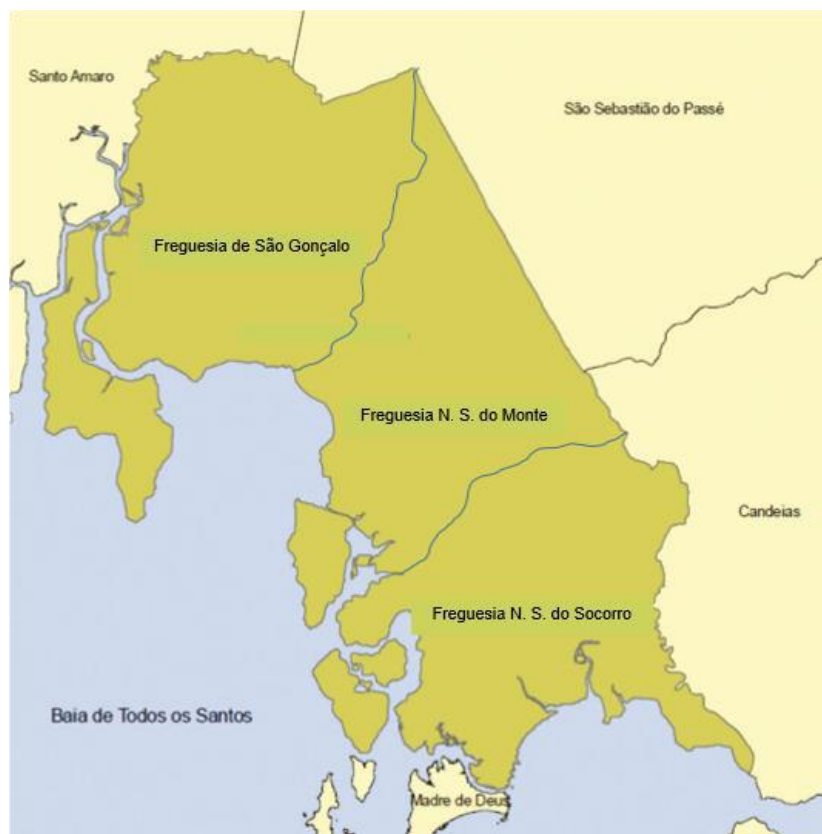 Santo Amaro
São Sebastião do Passé
Freguesia de São Gonçalo
Freguesia N. S. do Monte
Candeias
Freguesia N. S. do Socorro
Baia de Todos os Santos
Madre de Deus